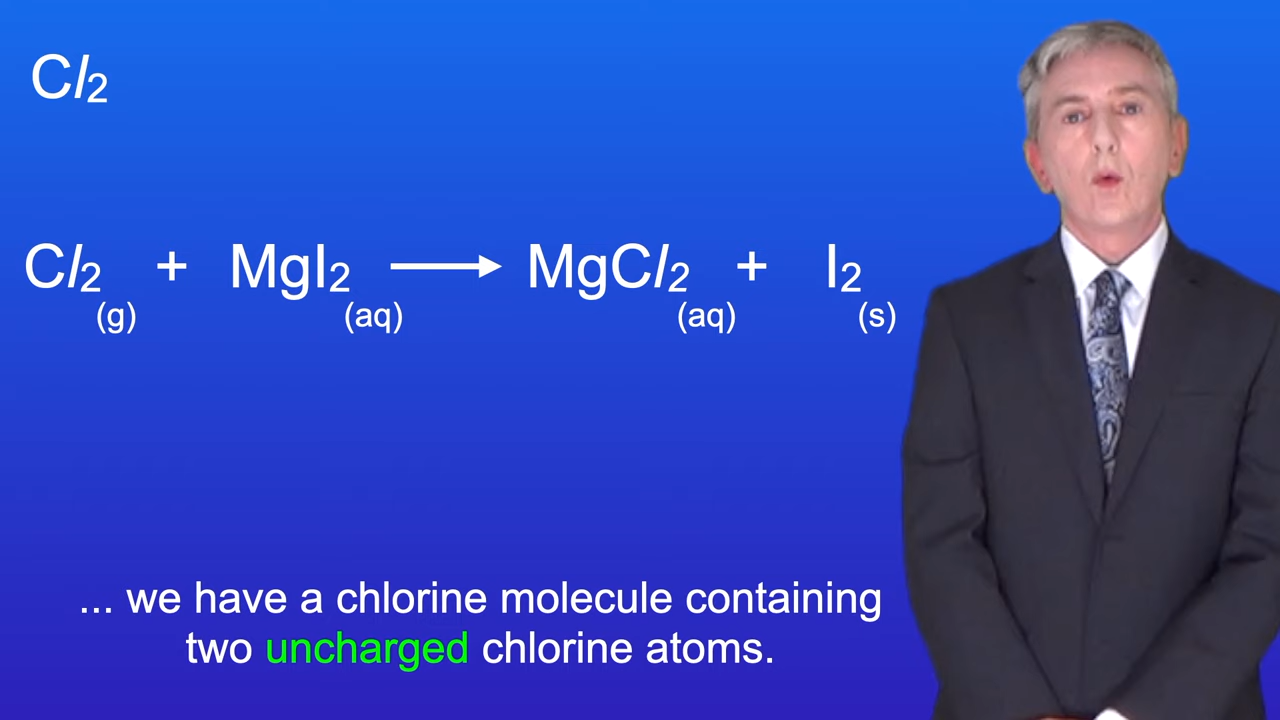 Cl₂
Cl₂ (g) + MgI₂ (aq) ⟶ MgCl₂ (aq) + I₂ (s)
... we have a chlorine molecule containing
two uncharged chlorine atoms.